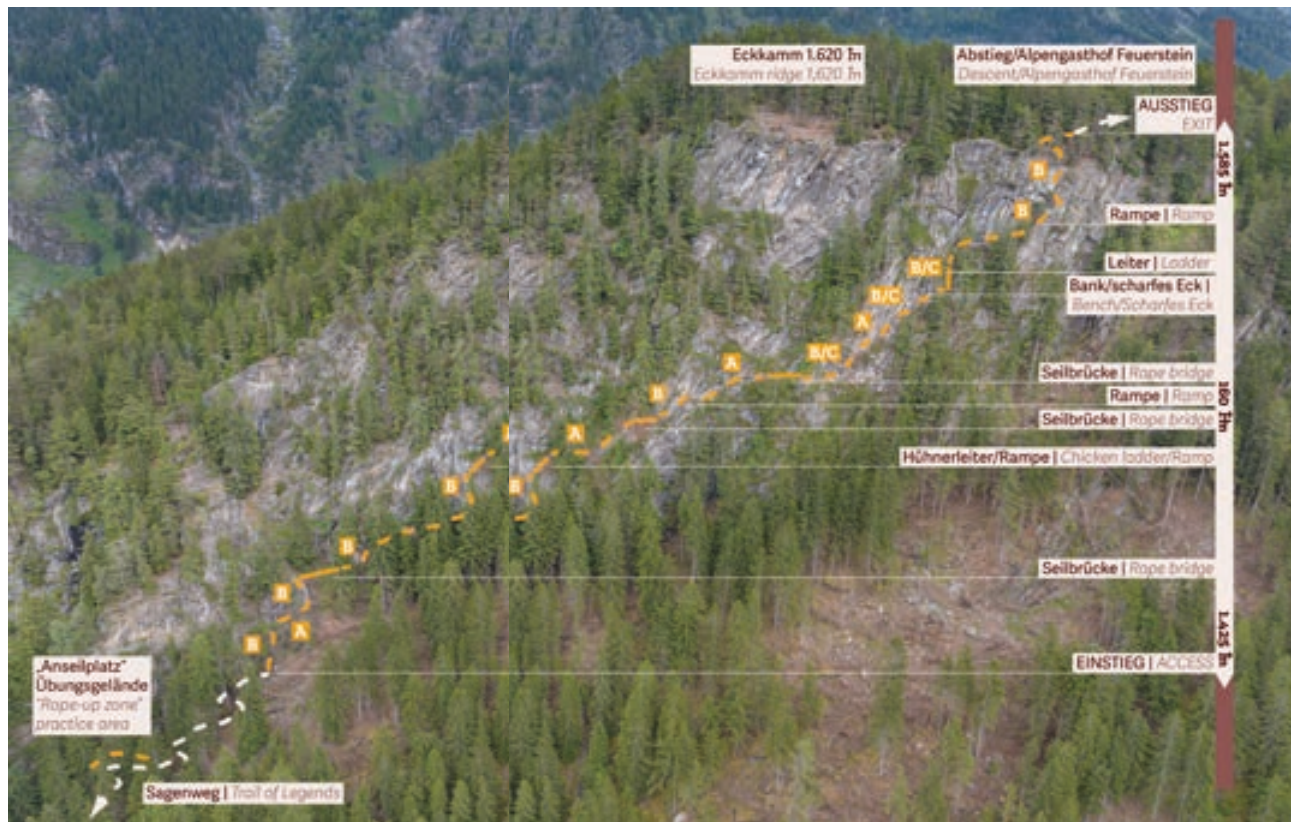 Eckkamm 1.620 m
Eckkamm ridge 1,620 m
Abstieg/Alpengasthof Feuerstein
Descent/Alpengasthof Feuerstein
AUSSTIEG
EXIT
1.585 m
B
B
Rampe | Ramp
Leiter | Ladder
B/C
Bank/scharfes Eck |
Bench/Scharfes Eck
B/C
A
B/C
A
Seilbrücke | Rope bridge
160 Hm
B
Rampe | Ramp
Seilbrücke | Rope bridge
A
Hühnerleiter/Rampe | Chicken ladder/Ramp
B
B
B
Seilbrücke | Rope bridge
B
A
B
1.425 m
EINSTIEG | ACCESS
„Anseilplatz“
Übungsgelände
"Rope-up zone"
practice area
Sagenweg | Trail of Legends